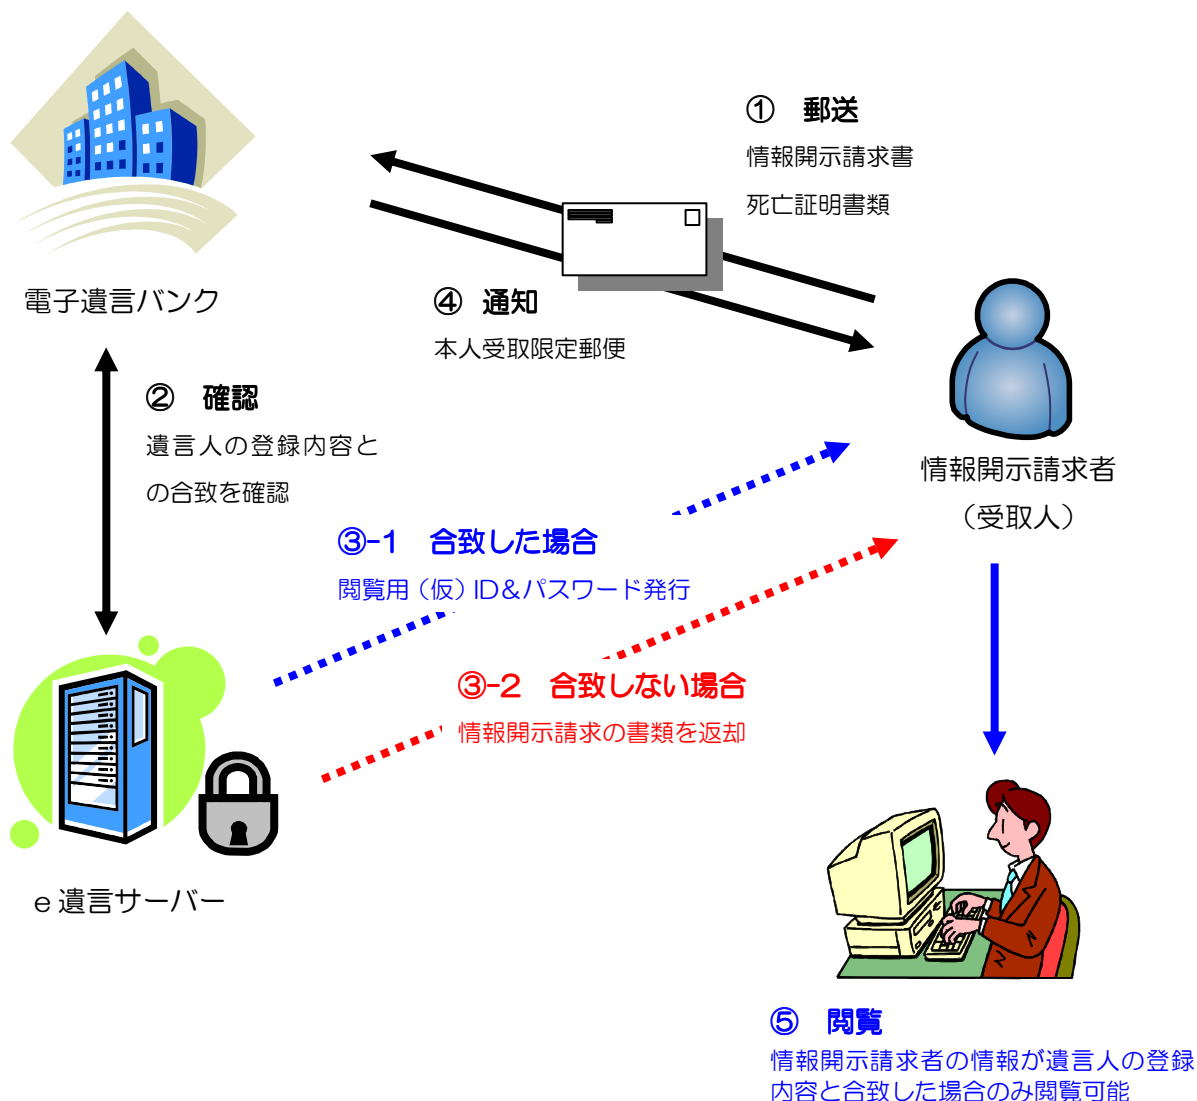 ① 郵送
情報開示請求書
死亡証明書類
電子遺言バンク
④ 通知
本人受取限定郵便
② 確認
遺言人の登録内容と
の合致を確認
情報開示請求者
（受取人）
③-1 合致した場合
閲覧用（仮）ID＆パスワード発行
③-2 合致しない場合
情報開示請求の書類を返却
e遺言サーバー
⑤ 閲覧
情報開示請求者の情報が遺言人の登録
内容と合致した場合のみ閲覧可能